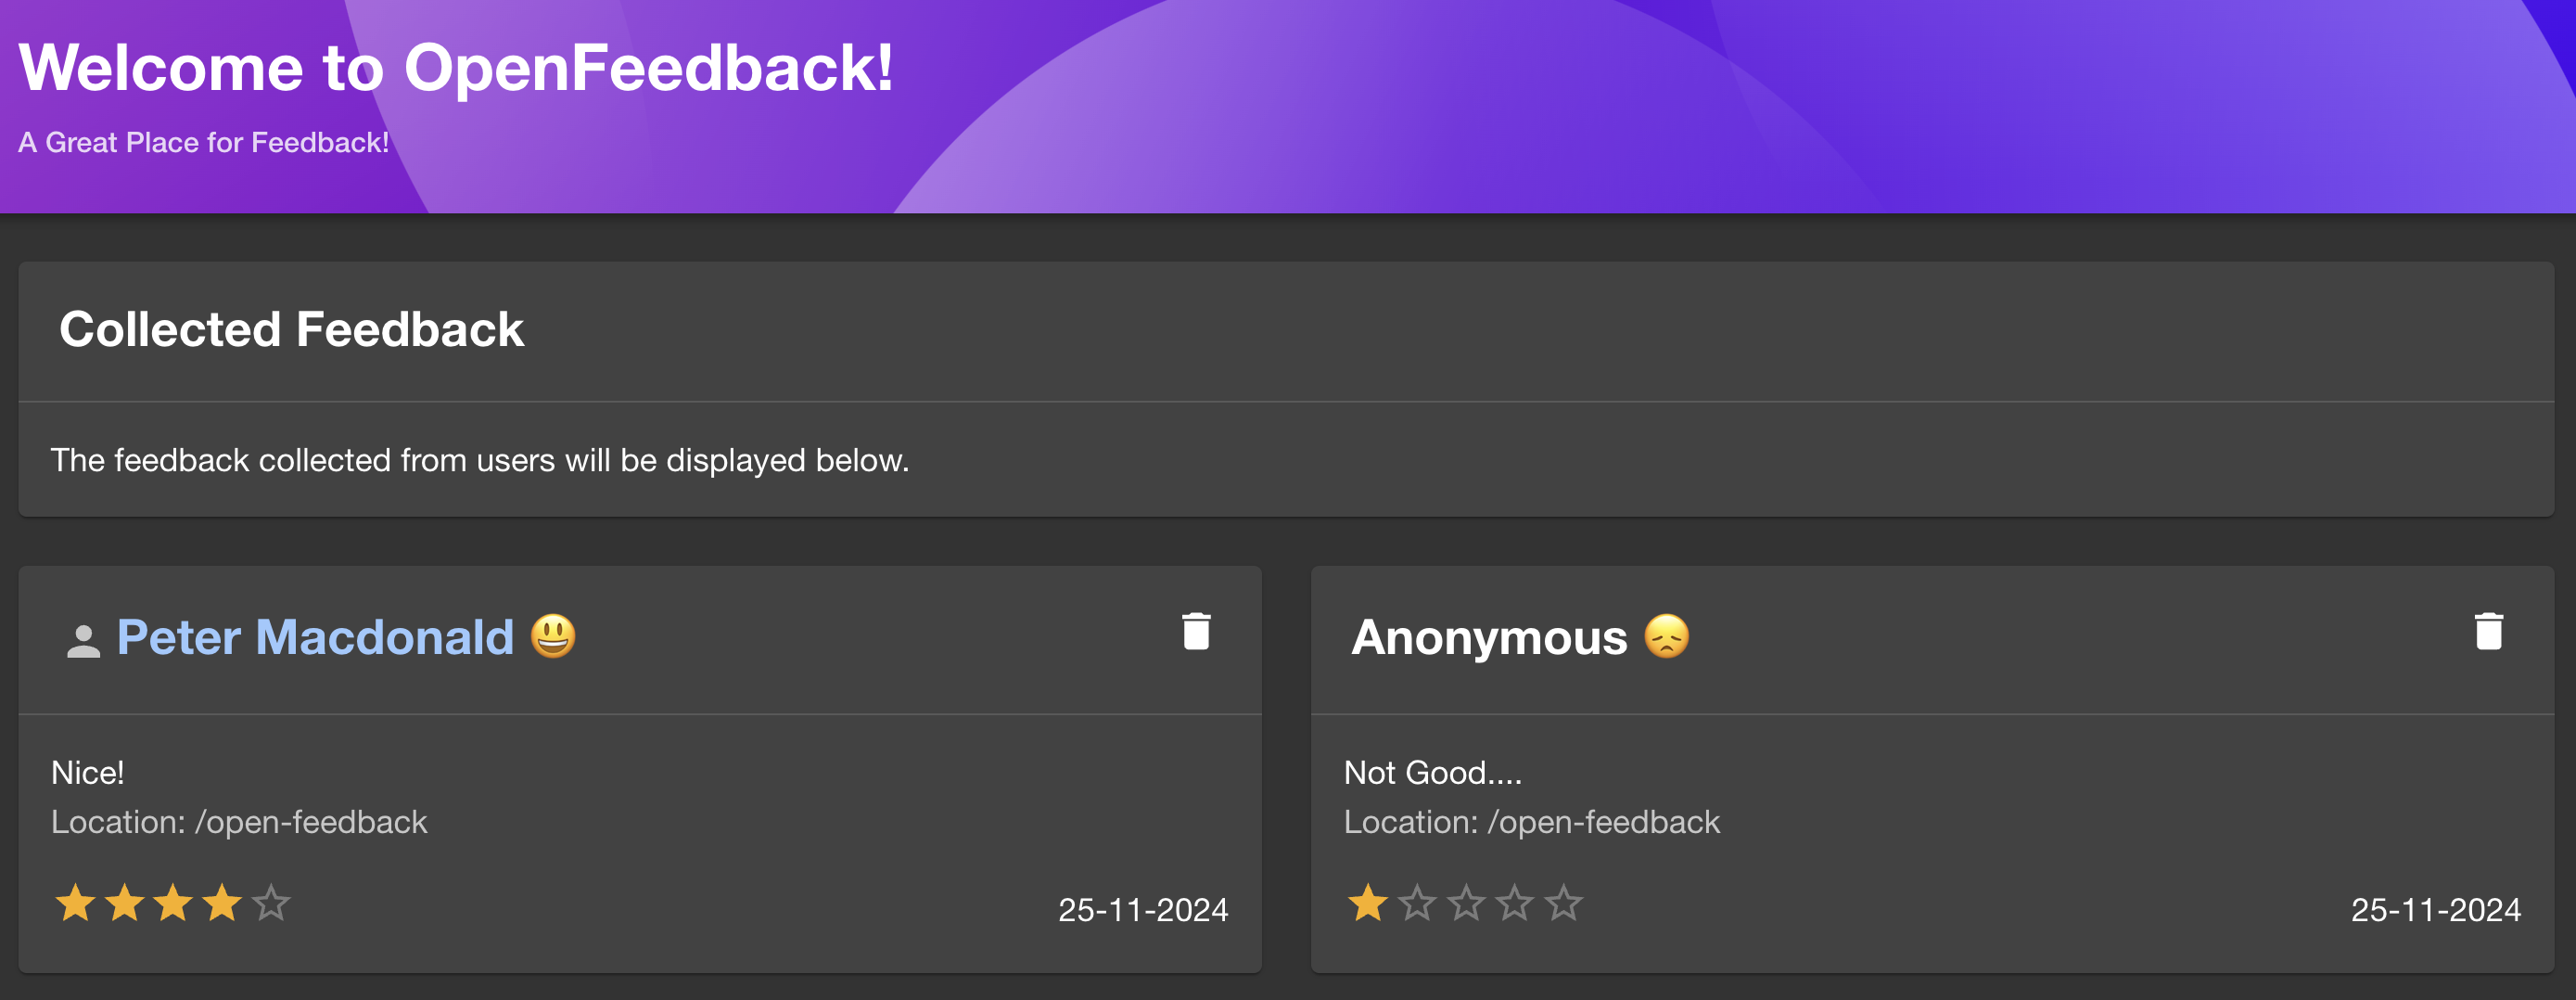 Welcome to OpenFeedback!
A Great Place for Feedback!
Collected Feedback
The feedback collected from users will be displayed below.
Peter Macdonald 😃
Nice!
Location: /open-feedback
25-11-2024
Anonymous 😞
Not Good....
Location: /open-feedback
25-11-2024